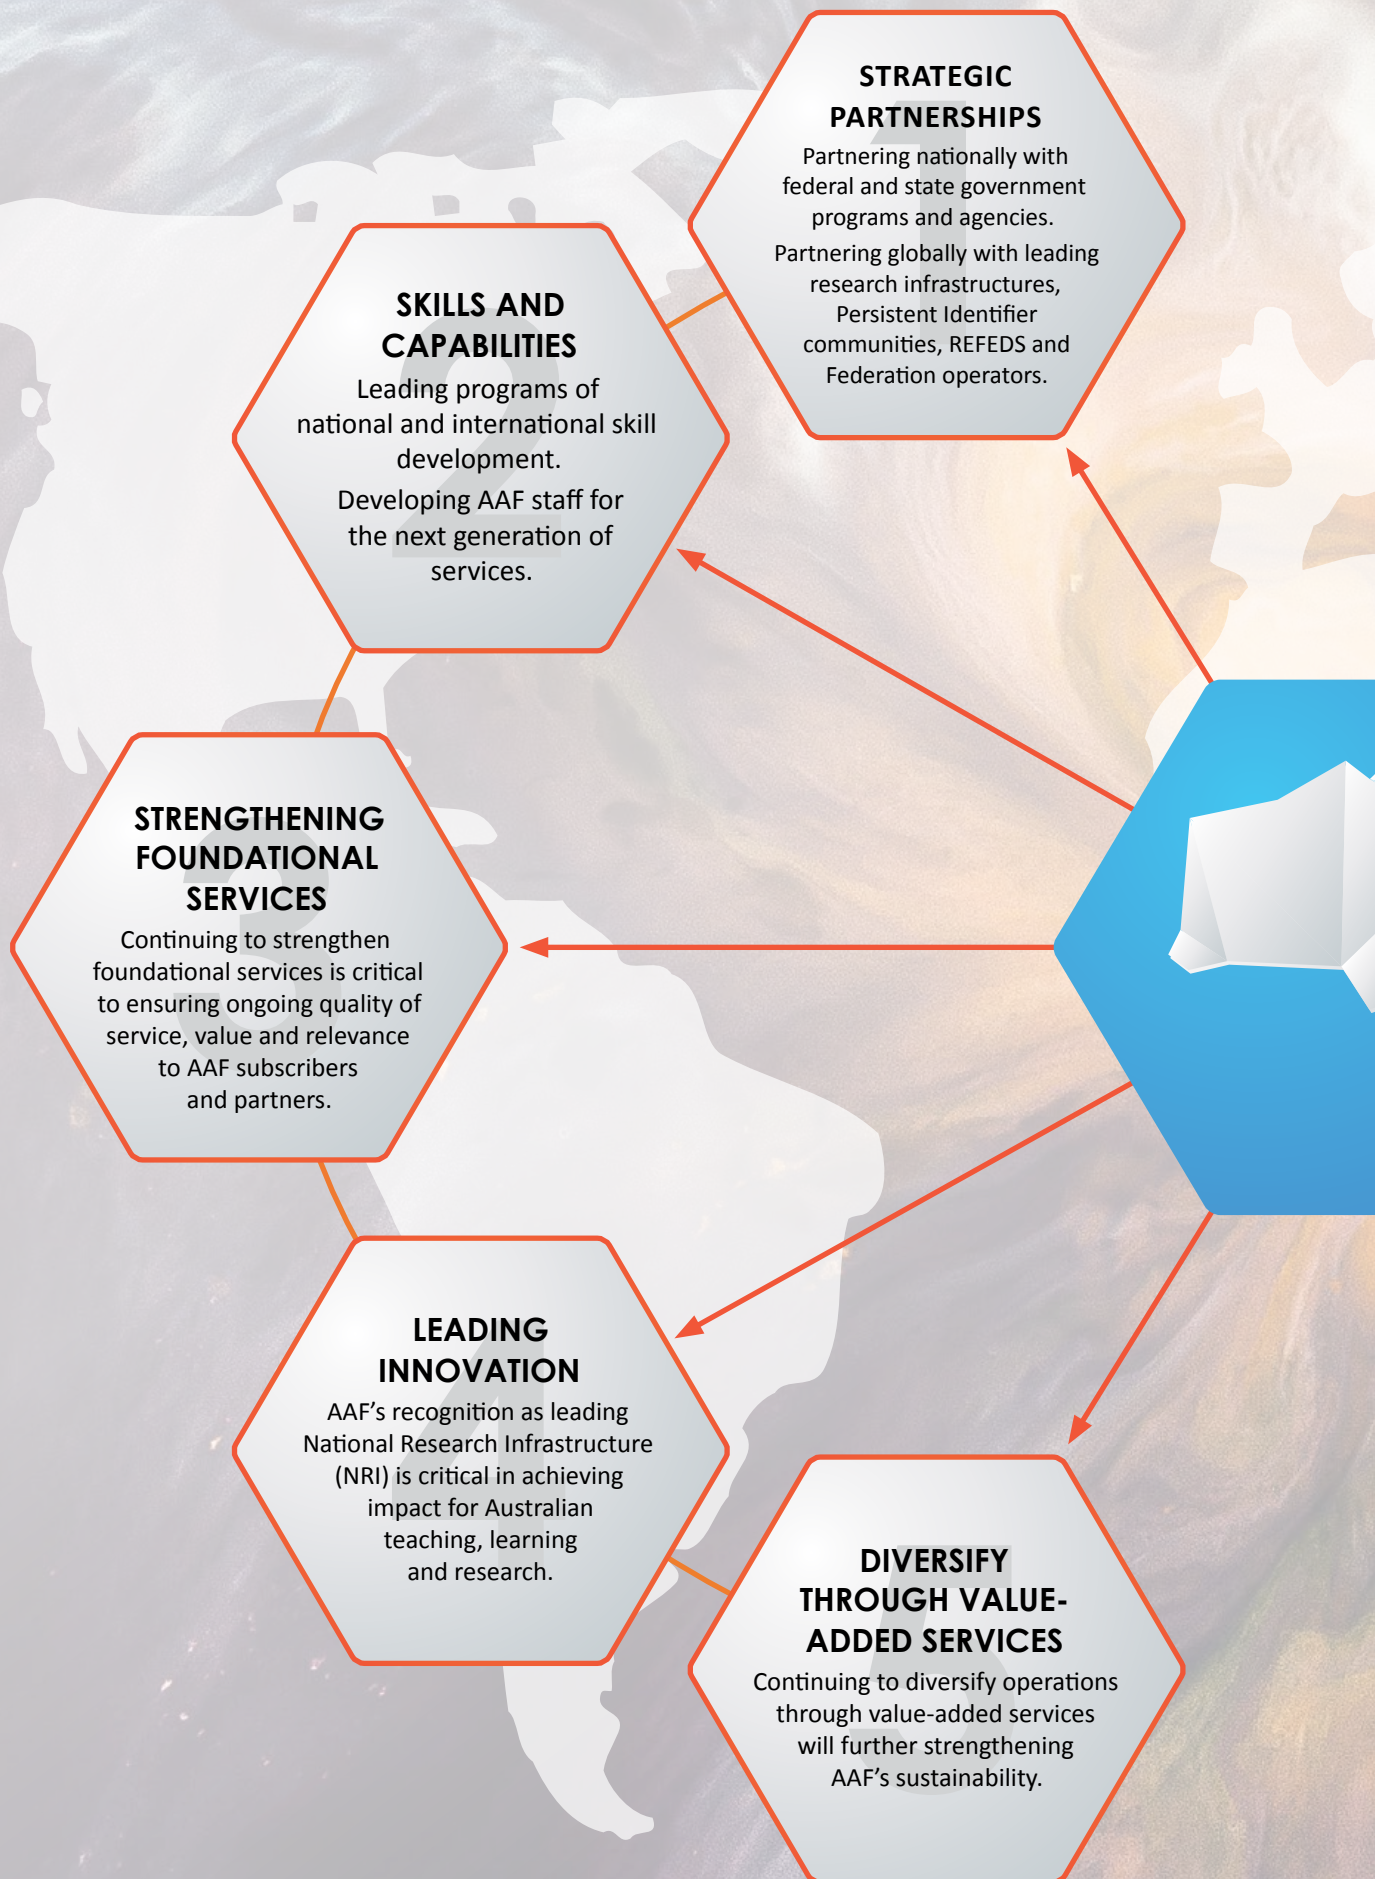 1
STRATEGIC
PARTNERSHIPS
Partnering nationally with
federal and state government
programs and agencies.
Partnering globally with leading
research infrastructures,
Persistent Identifier
communities, REFEDS and
Federation operators.
2
SKILLS AND
CAPABILITIES
Leading programs of
national and international skill
development.
Developing AAF staff for
the next generation of
services.
3
STRENGTHENING
FOUNDATIONAL
SERVICES
Continuing to strengthen
foundational services is critical
to ensuring ongoing quality of
service, value and relevance
to AAF subscribers
and partners.
4
LEADING
INNOVATION
AAF’s recognition as leading
National Research Infrastructure
(NRI) is critical in achieving
impact for Australian
teaching, learning
and research.
5
DIVERSIFY
THROUGH VALUE-
ADDED SERVICES
Continuing to diversify operations
through value-added services
will further strengthening
AAF’s sustainability.